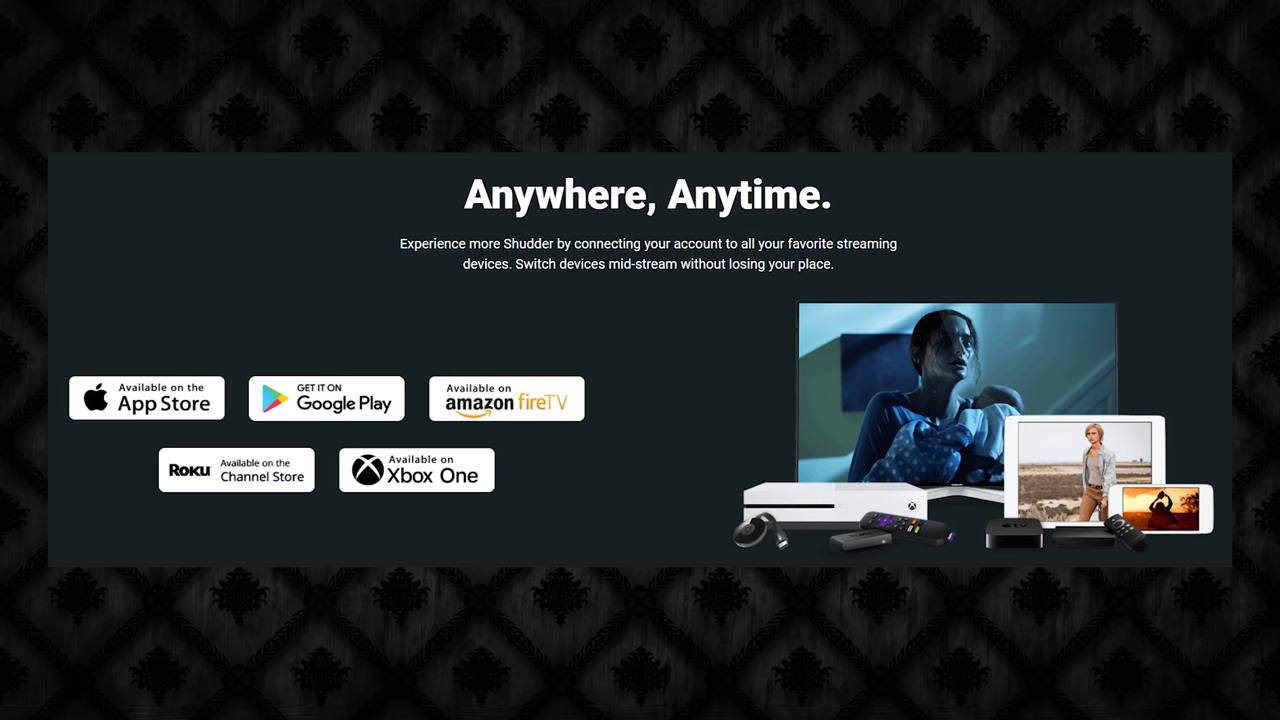 Anywhere, Anytime.
Experience more Shudder by connecting your account to all your favorite streaming
devices. Switch devices mid-stream without losing your place.
Available on the
App Store
GET IT ON
Google Play
Available on
amazon fireTV
Roku
Available on the
Channel Store
Available on
Xbox One
tv